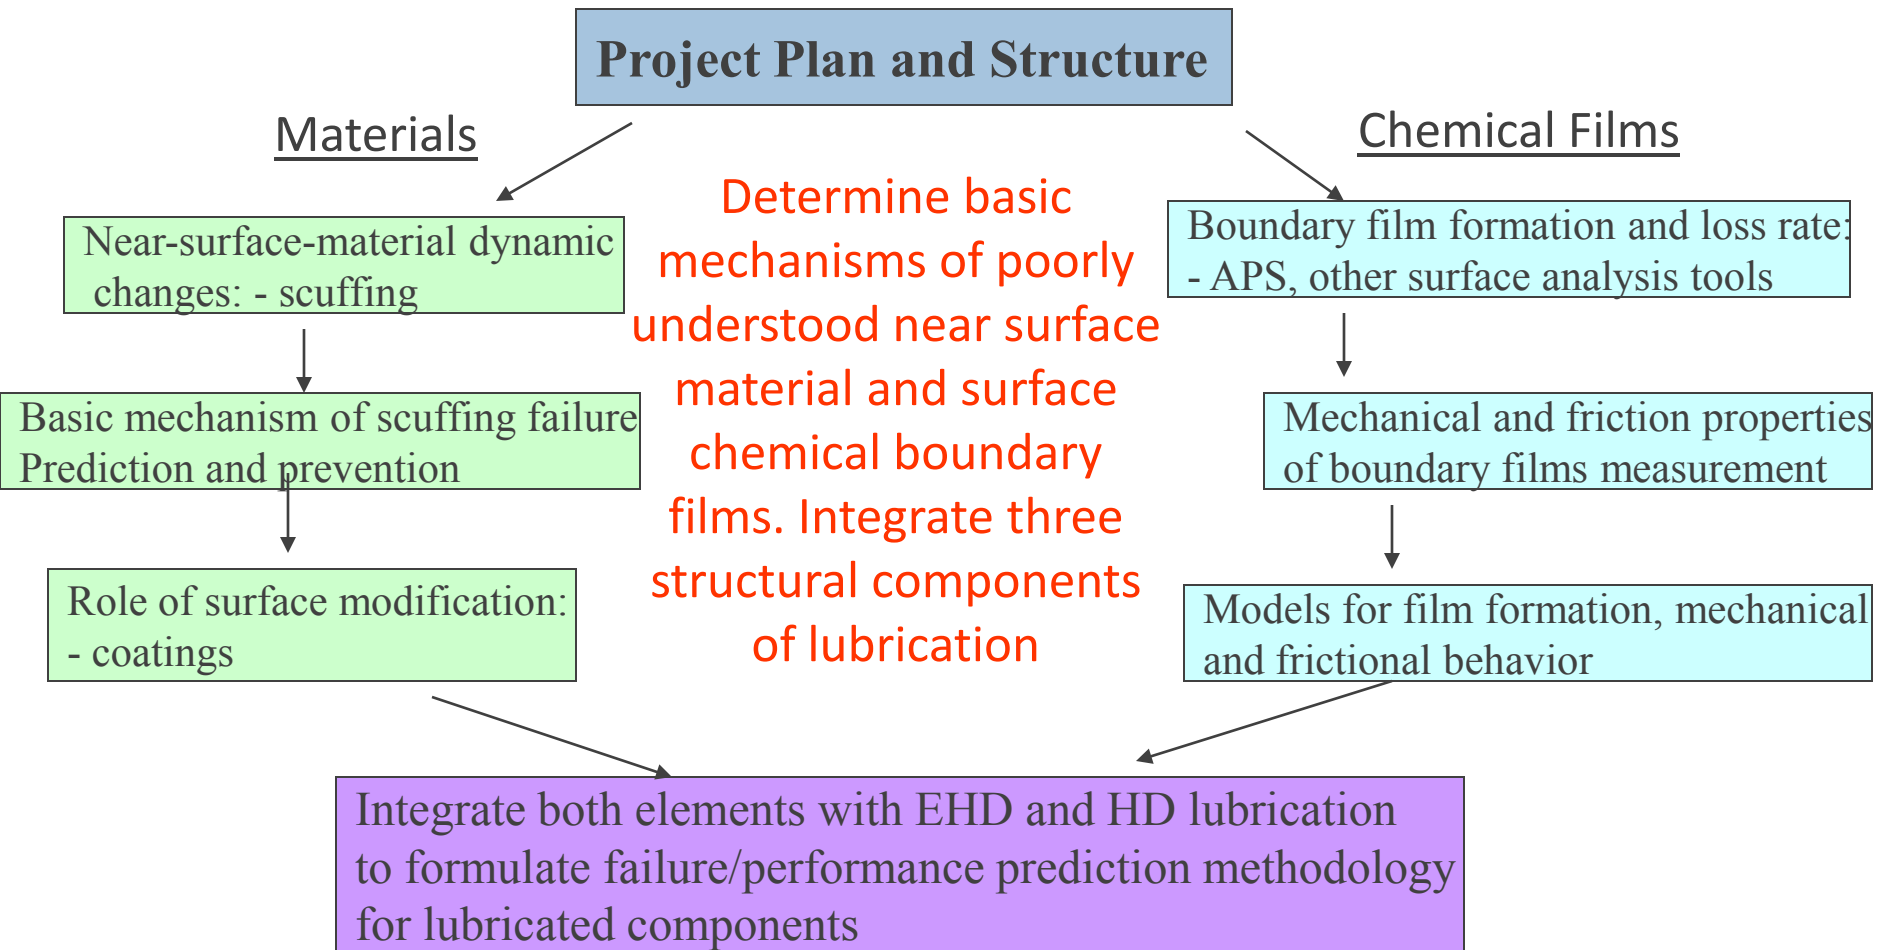 Project Plan and Structure
Materials
Chemical Films
Near-surface-material dynamic
changes: - scuffing
Basic mechanism of scuffing failure
Prediction and prevention
Role of surface modification:
- coatings
Determine basic
mechanisms of poorly
understood near surface
material and surface
chemical boundary
films. Integrate three
structural components
of lubrication
Boundary film formation and loss rate:
- APS, other surface analysis tools
Mechanical and friction properties
of boundary films measurement
Models for film formation, mechanical
and frictional behavior
Integrate both elements with EHD and HD lubrication
to formulate failure/performance prediction methodology
for lubricated components